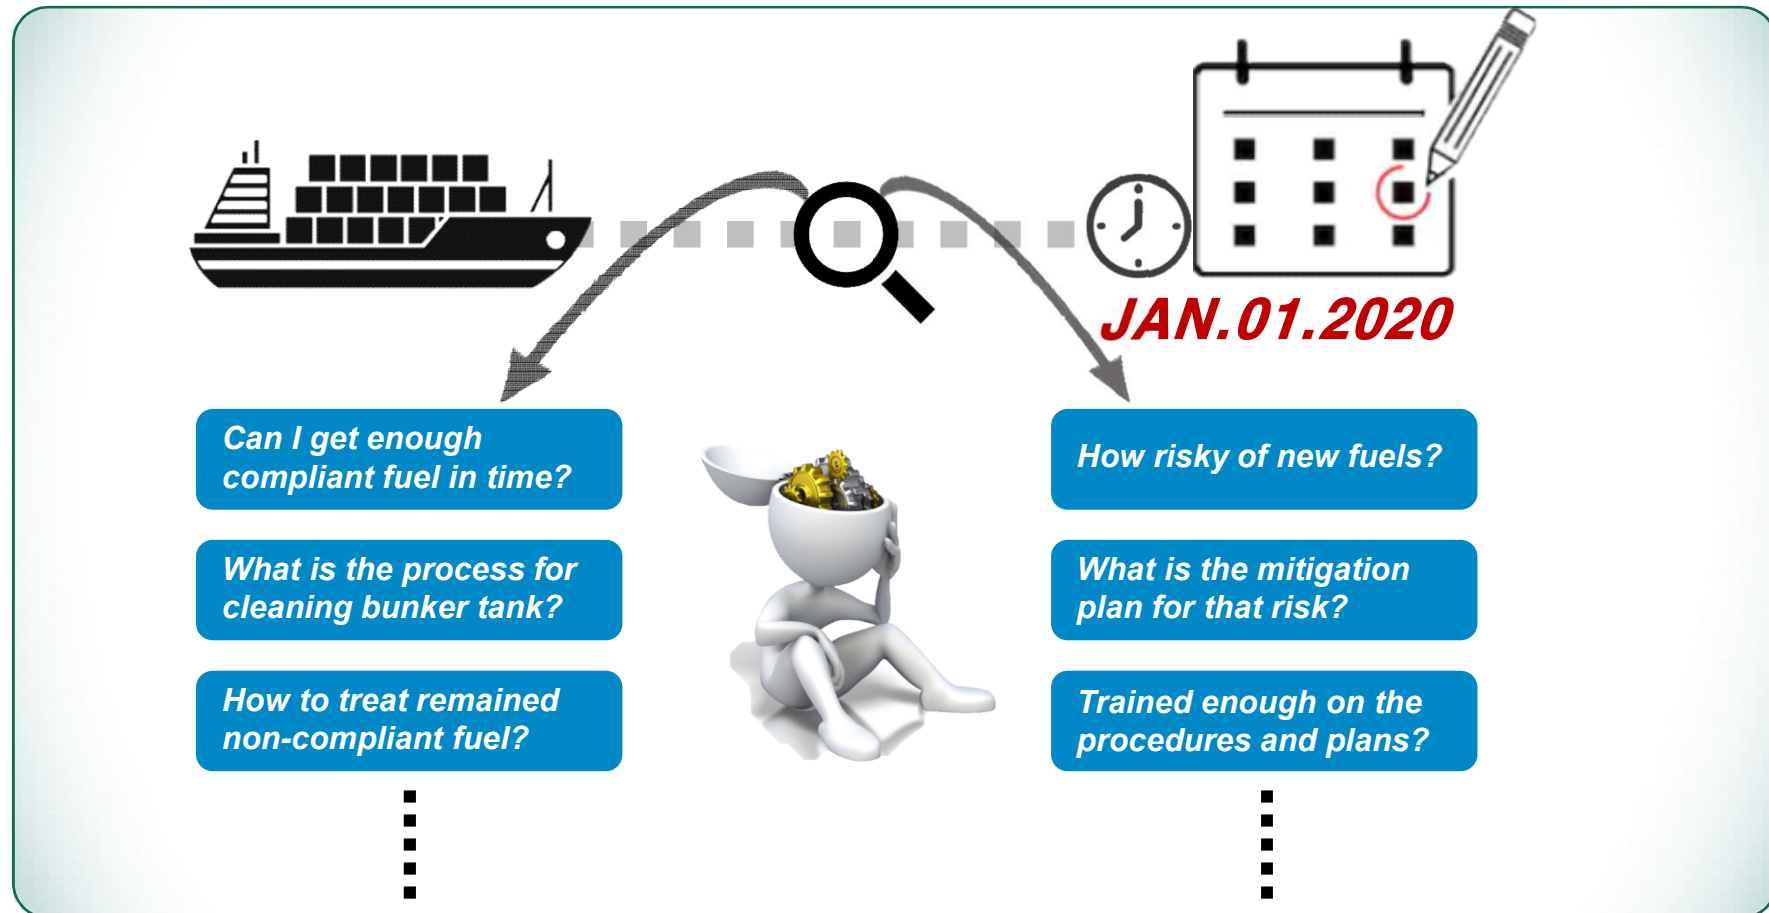 JAN.01.2020
Can I get enough
compliant fuel in time?
What is the process for
cleaning bunker tank?
How to treat remained
non-compliant fuel?
How risky of new fuels?
What is the mitigation
plan for that risk?
Trained enough on the
procedures and plans?